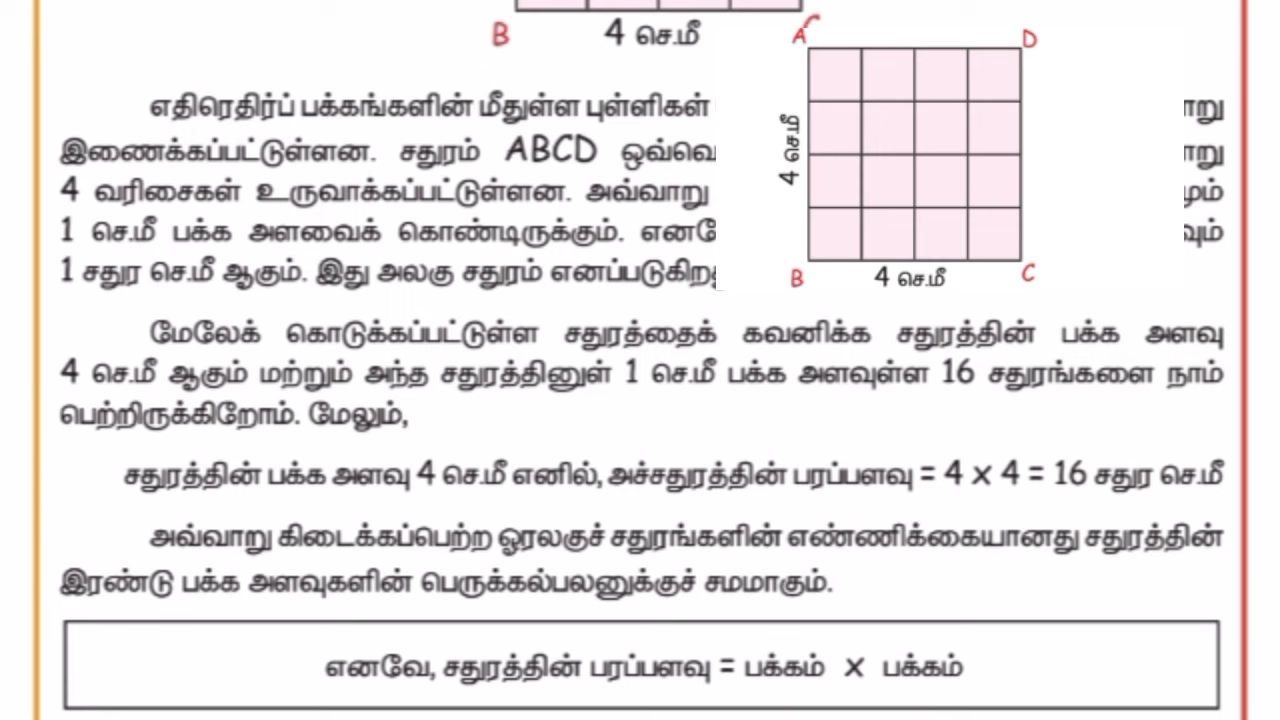 B 4 செ.மீ
A D
4 செ.மீ
B 4 செ.மீ C
எதிரெதிர்ப் பக்கங்களின் மீதுள்ள புள்ளிகள்
இணைக்கப்பட்டுள்ளன. சதுரம் ABCD
4 வரிசைகள் உருவாக்கப்பட்டுள்ளன. அவ்வாறு
1 செ.மீ பக்க அளவைக் கொண்டிருக்கும்.
1 சதுர செ.மீ ஆகும். இது அலகு சதுரம்
மேலேக் கொடுக்கப்பட்டுள்ள சதுரத்தைக் கவனிக்க சதுரத்தின் பக்க அளவு
4 செ.மீ ஆகும் மற்றும் அந்த சதுரத்தினுள் 1 செ.மீ பக்க அளவுள்ள 16 சதுரங்களை நாம்
பெற்றிருக்கிறோம். மேலும்,
சதுரத்தின் பக்க அளவு 4 செ.மீ எனில், அச்சதுரத்தின் பரப்பளவு = 4 x 4 = 16 சதுர செ.மீ
அவ்வாறு கிடைக்கப்பெற்ற ஓரலகுச் சதுரங்களின் எண்ணிக்கையானது சதுரத்தின்
இரண்டு பக்க அளவுகளின் பெருக்கல்பலனுக்குச் சமமாகும்.
எனவே, சதுரத்தின் பரப்பளவு = பக்கம் x பக்கம்